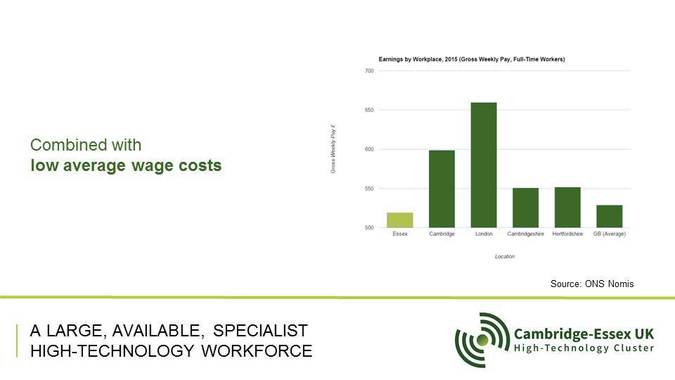 Combined with
low average wage costs
Earnings by Workplace, 2015 (Gross Weekly Pay, Full-Time Workers)
700
650
600
550
500
Gross Weekly Pay £
Essex
Cambridge
London
Cambridgeshire
Hertfordshire
GB (Average)
Location
Source: ONS Nomis
A LARGE, AVAILABLE, SPECIALIST
HIGH-TECHNOLOGY WORKFORCE
Cambridge-Essex UK
High-Technology Cluster